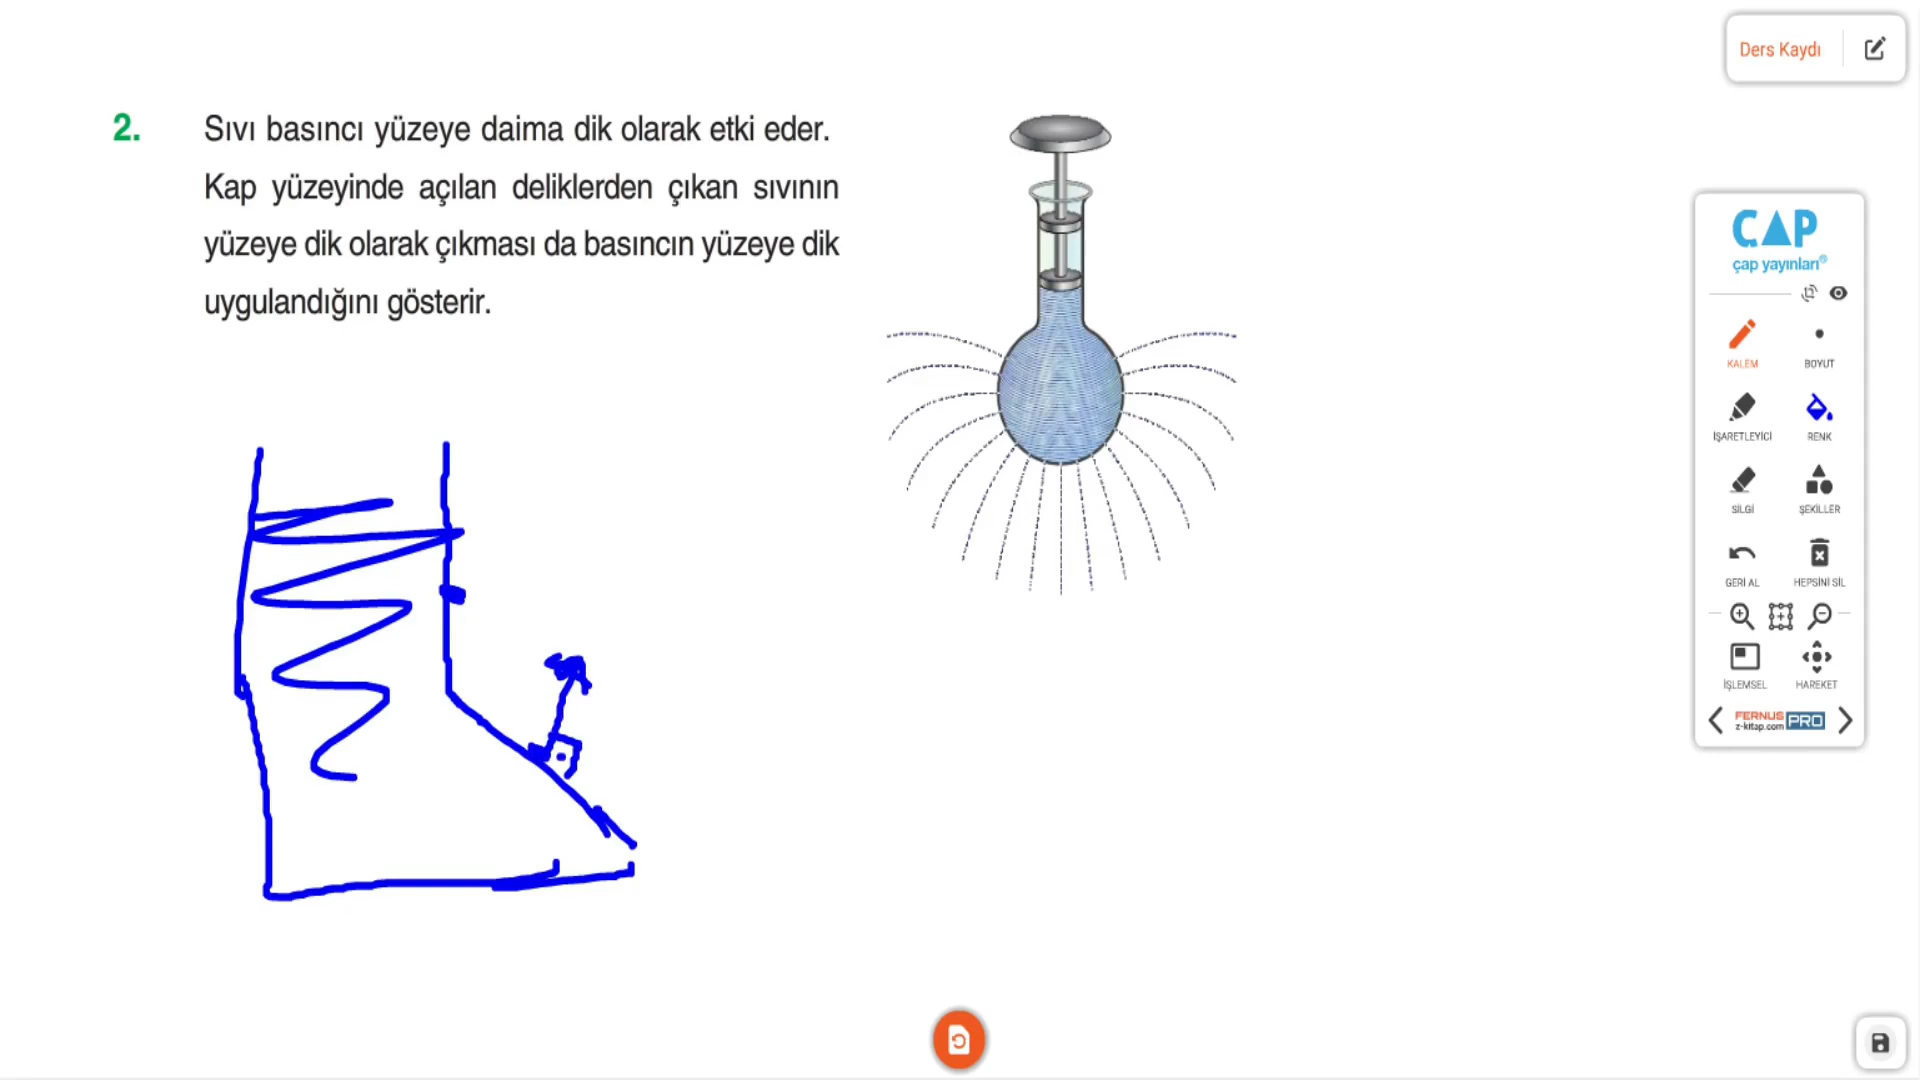 Ders Kaydı
2. Sıvı basıncı yüzeye daima dik olarak etki eder.
Kap yüzeyinde açılan deliklerden çıkan sıvının
yüzeye dik olarak çıkması da basıncın yüzeye dik
uygulandığını gösterir.
ÇAP
çap yayınları®
KALEM BOYUT
İŞARETLEYİCİ RENK
SİLGİ ŞEKİLLER
GERİ AL HEPSİNİ SİL
İŞLEMSEL HAREKET
FERNUS PRO
z-kitap.com